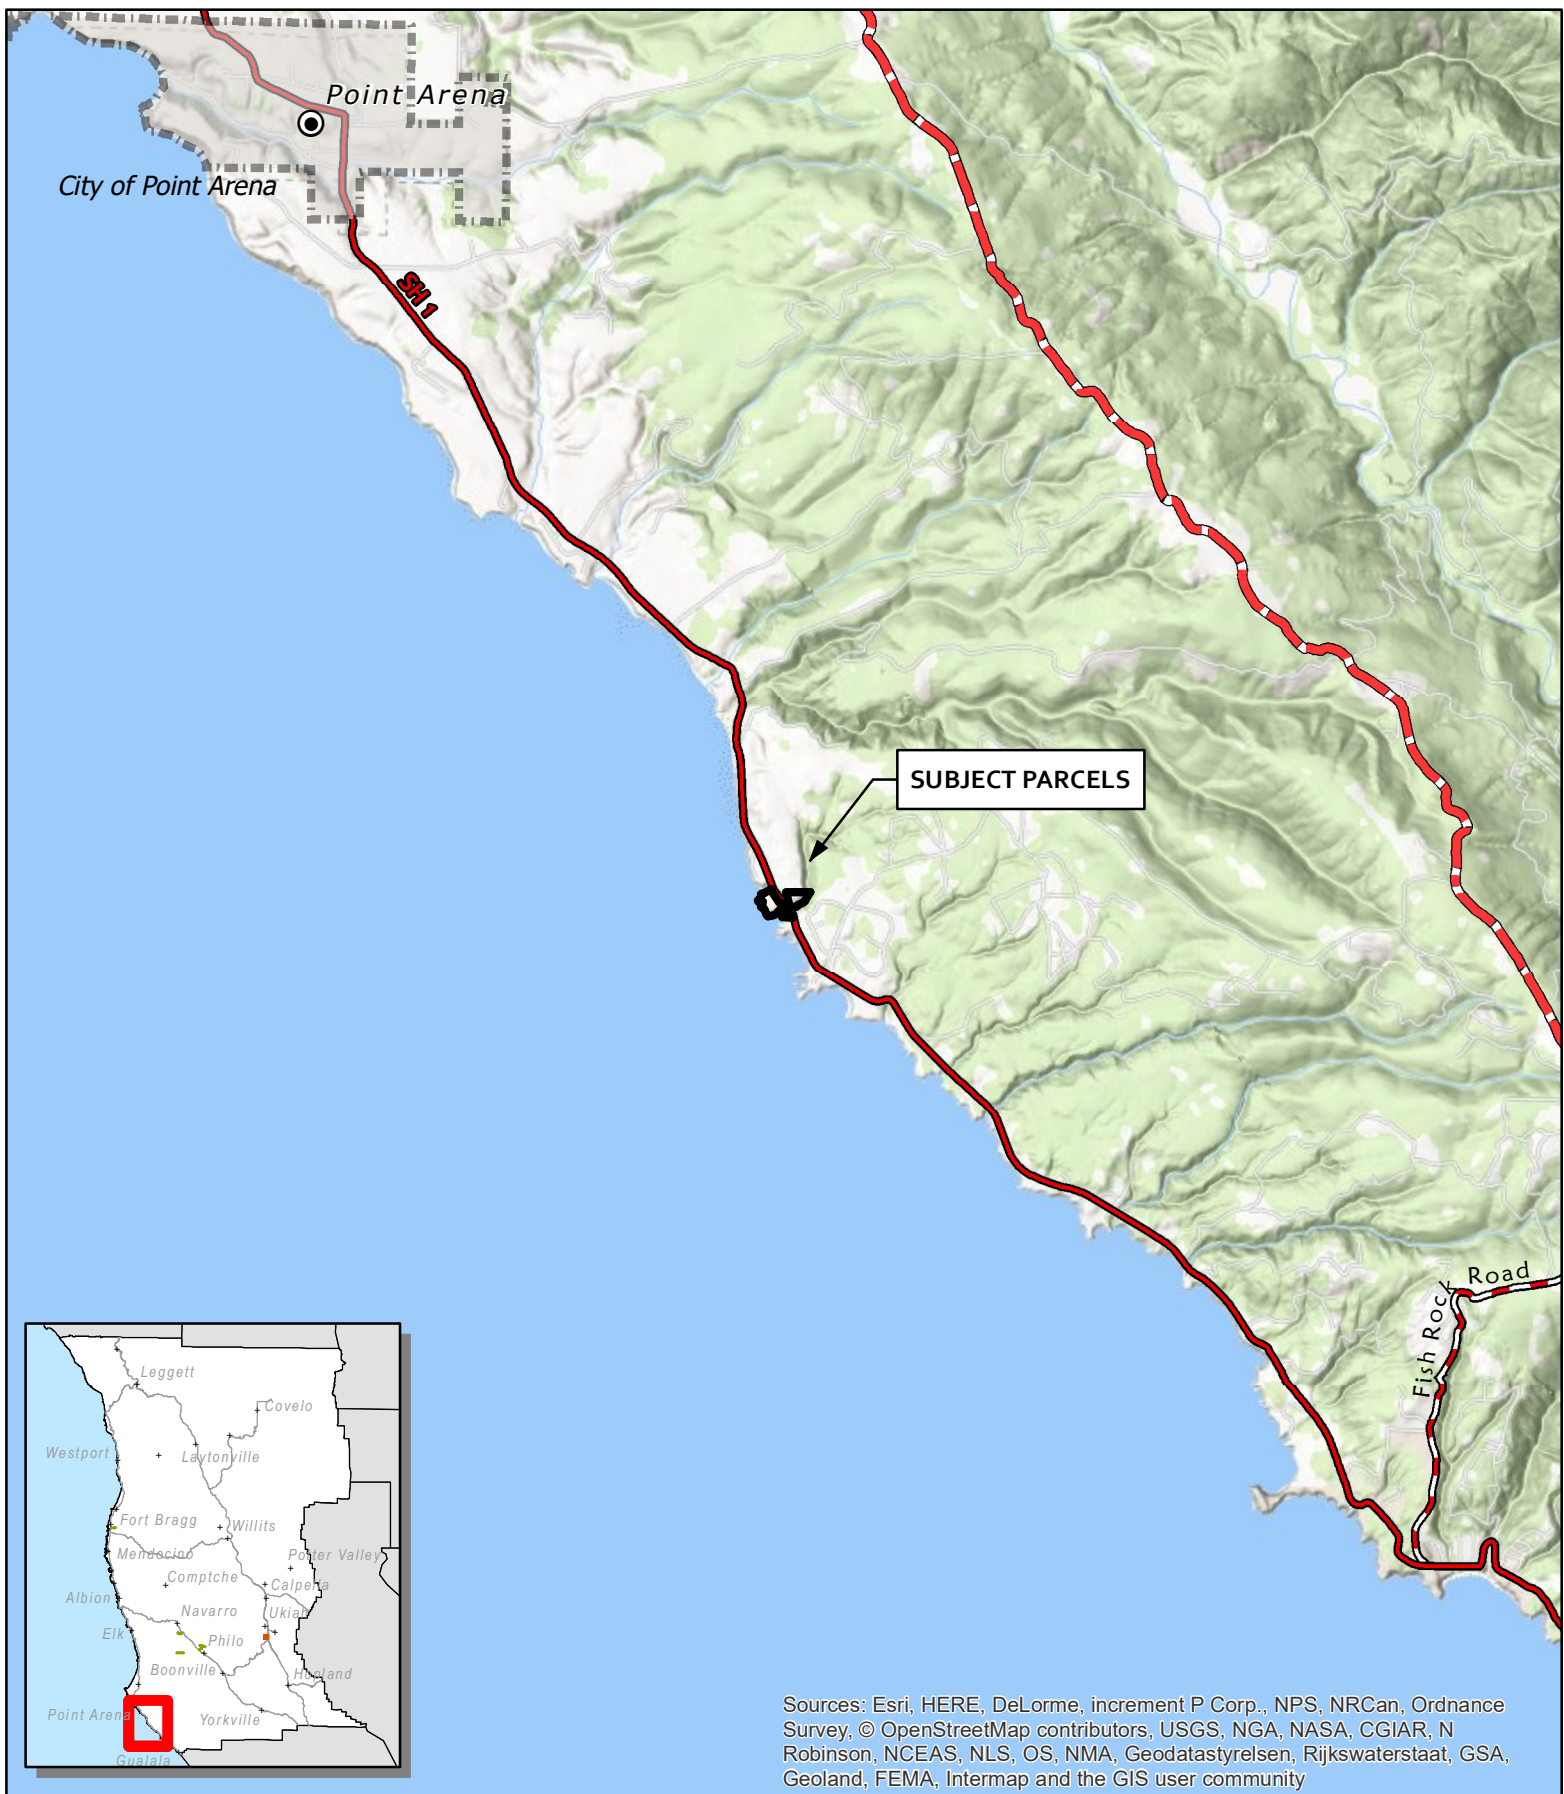 Point Arena
City of Point Arena
SH 1
SUBJECT PARCELS
Fish Rock Road
Leggett
Covelo
Westport
Laytonville
Fort Bragg
Willits
Mendocino
Potter Valley
Comptche
Calpella
Albion
Navarro
Ukiah
Elk
Philo
Boonville
Hopland
Point Arena
Yorkville
Gualala
Sources: Esri, HERE, DeLorme, increment P Corp., NPS, NRCan, Ordnance
Survey, © OpenStreetMap contributors, USGS, NGA, NASA, CGIAR, N
Robinson, NCEAS, NLS, OS, NMA, Geodatastyrelsen, Rijkswaterstaat, GSA,
Geoland, FEMA, Intermap and the GIS user community